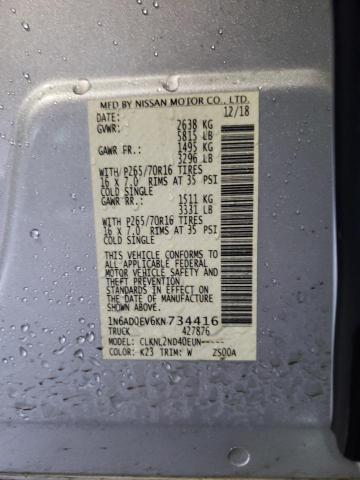 MFD BY NISSAN MOTOR CO., LTD.
DATE: 12/18
GVWR: 2638 KG
5815 LB
GAWR FR.: 1495 KG
3296 LB
WITH P265/70R16 TIRES
16 x 7.0 RIMS AT 35 PSI
COLD SINGLE
GAWR RR.: 1511 KG
3331 LB
WITH P265/70R16 TIRES
16 x 7.0 RIMS AT 35 PSI
COLD SINGLE
THIS VEHICLE CONFORMS TO
ALL APPLICABLE FEDERAL
MOTOR VEHICLE SAFETY
AND THEFT PREVENTION
STANDARDS IN EFFECT ON
THE DATE OF MANUFACTURE
SHOWN ABOVE.
1N6AD0EV6KN734416
TRUCK 427876
MODEL: CLKNL2ND40EUN-----
COLOR: K23 TRIM: W ZS00A